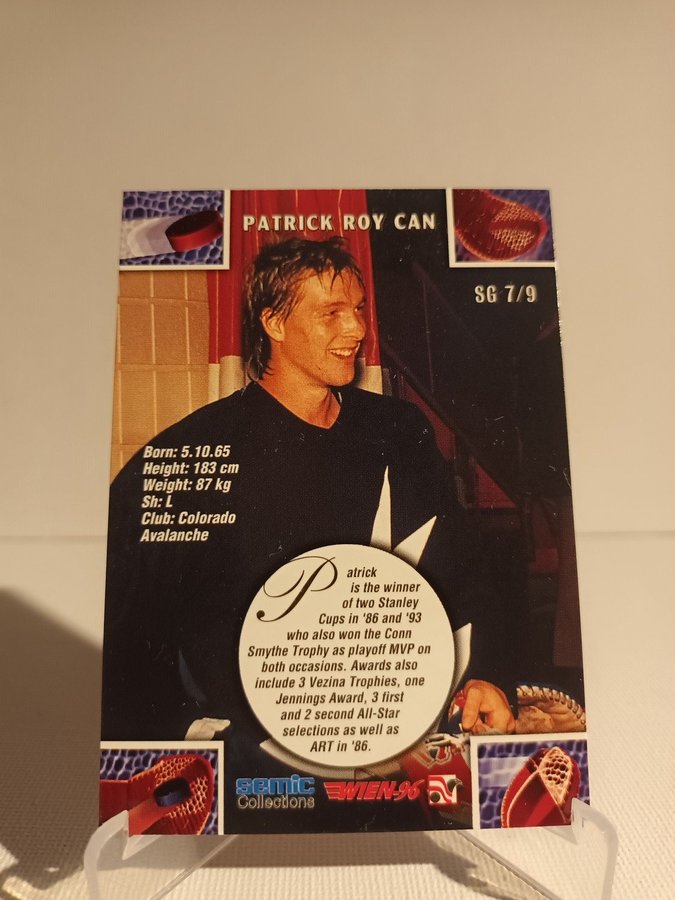 PATRICK ROY CAN
SG 7/9
Born: 5.10.65
Height: 183 cm
Weight: 87 kg
Sh: L
Club: Colorado
Avalanche
Patrick
is the winner
of two Stanley
Cups in '86 and '93
who also won the Conn
Smythe Trophy as playoff MVP on
both occasions. Awards also
include 3 Vezina Trophies, one
Jennings Award, 3 first
and 2 second All-Star
selections as well as
ART in '86.
semic
Collections
WIEN-96